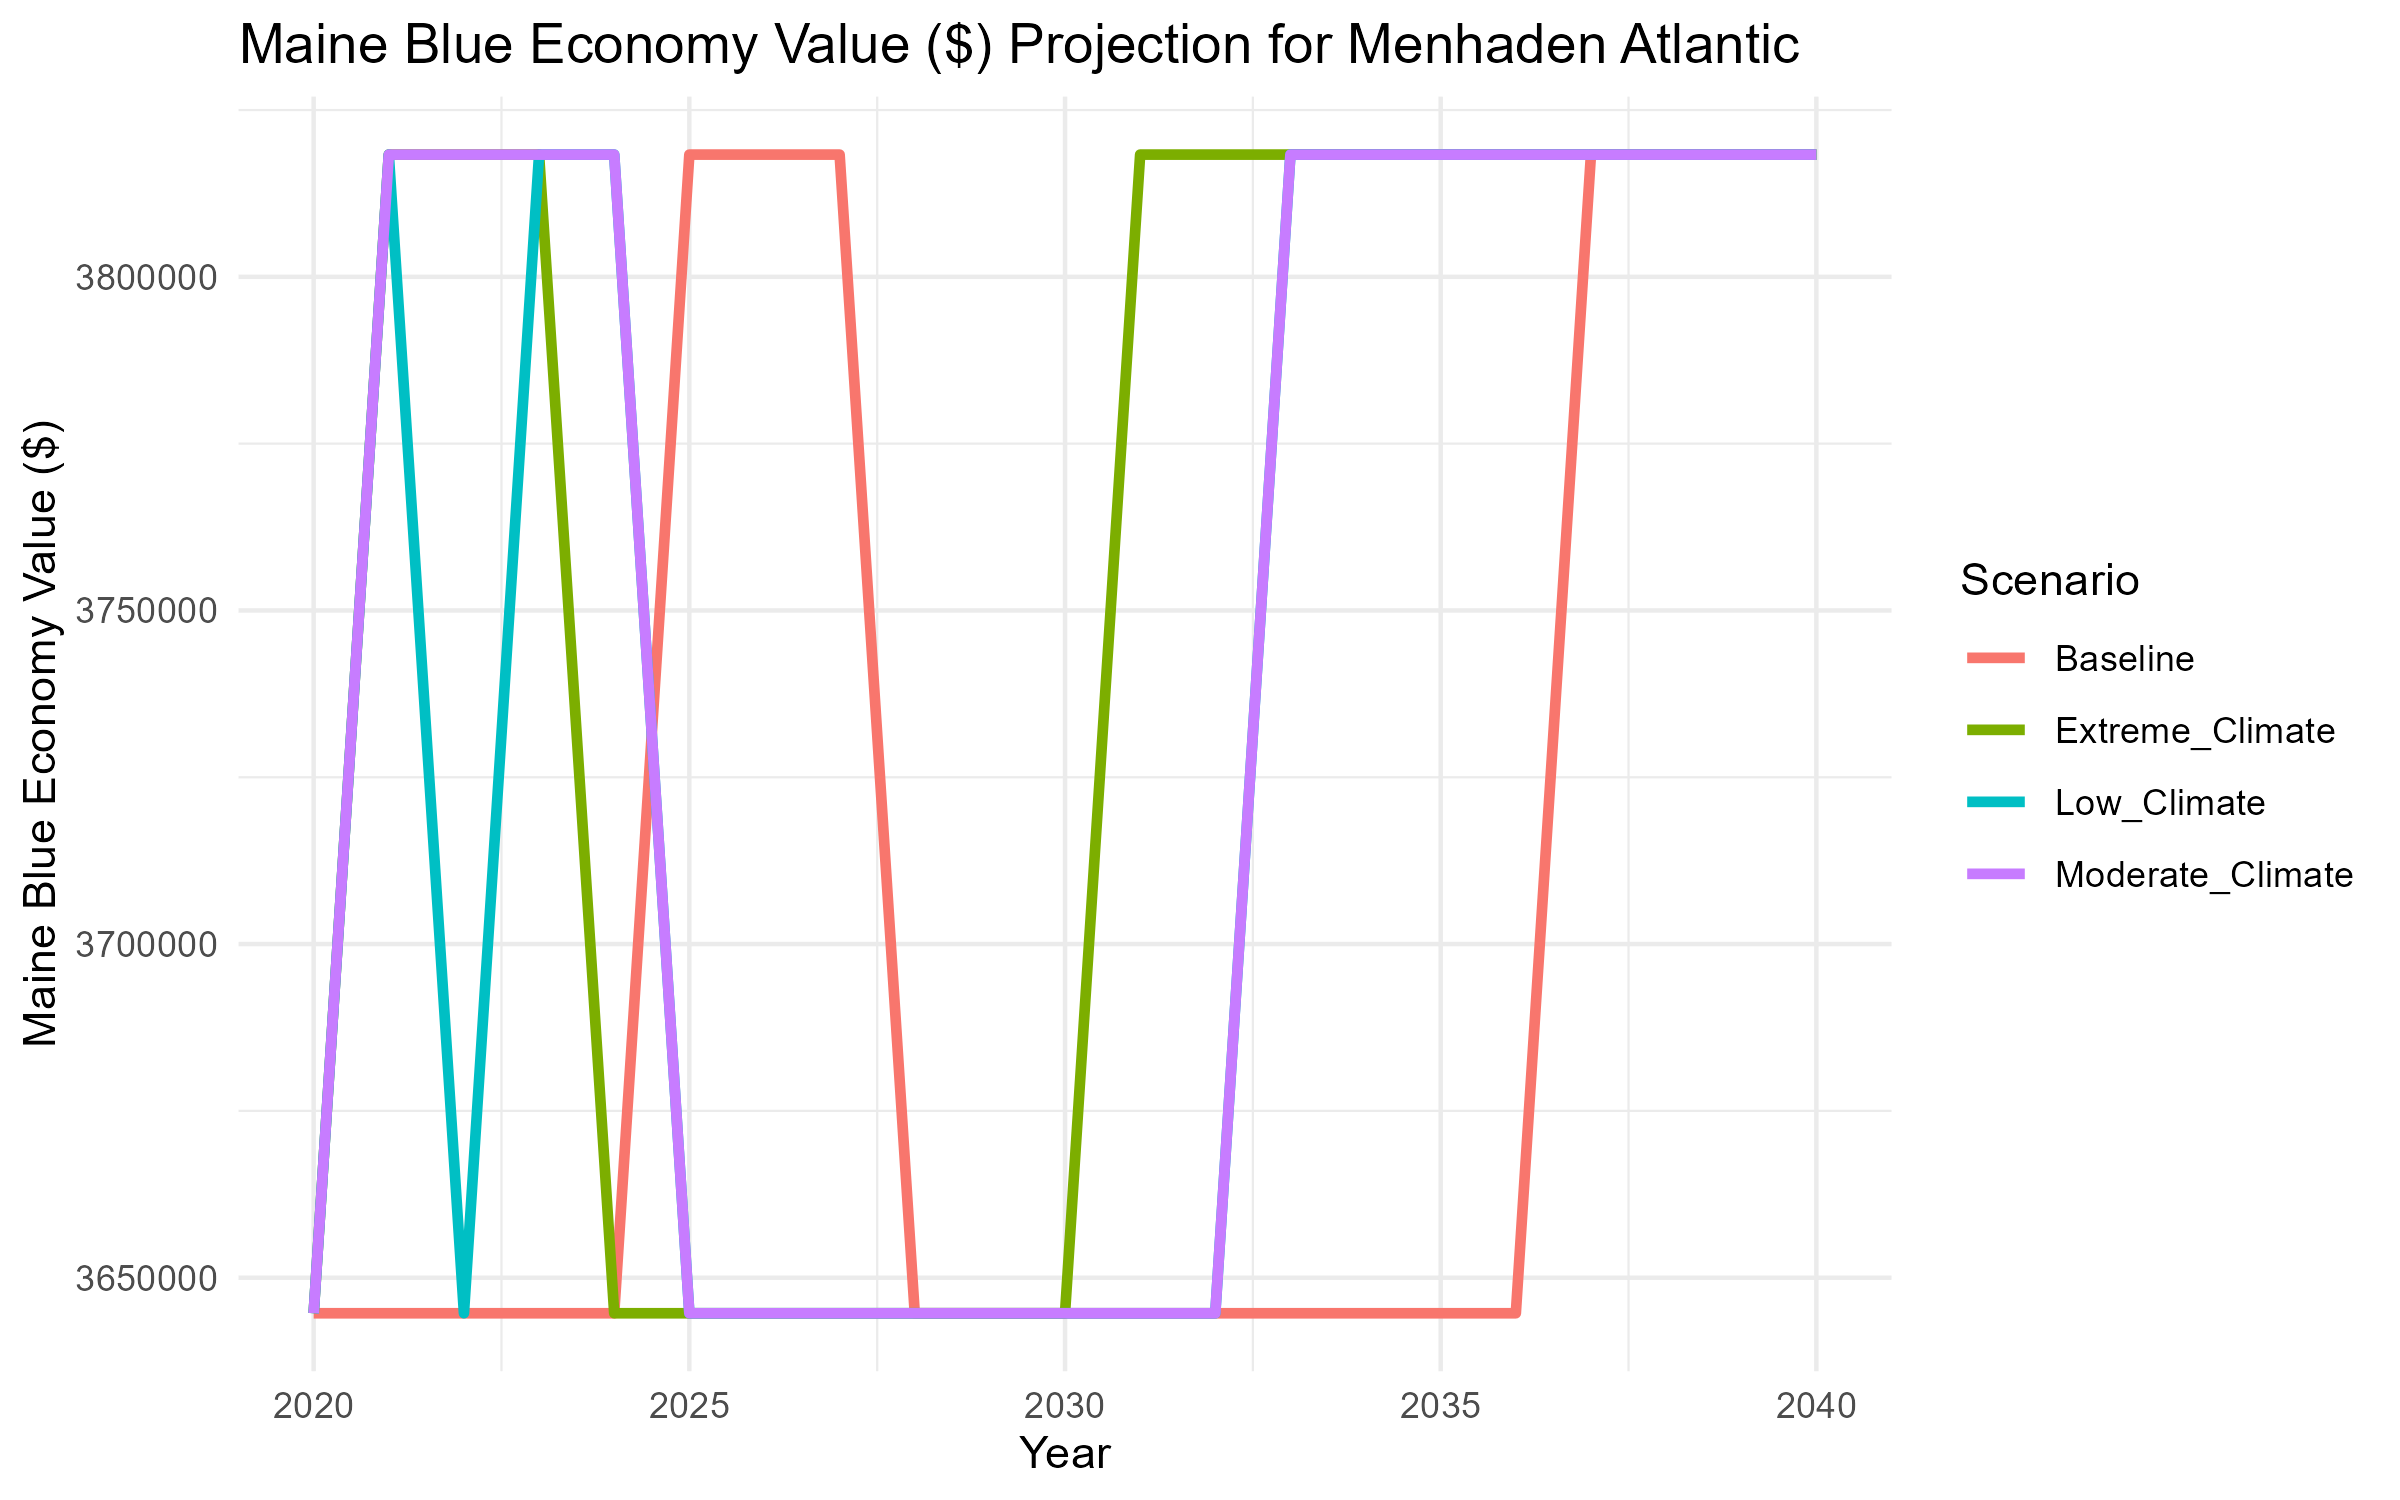 Maine Blue Economy Value ($) Projection for Menhaden Atlantic
Maine Blue Economy Value ($)
3800000
3750000
3700000
3650000
2020 2025 2030 2035 2040
Year
Scenario
Baseline
Extreme_Climate
Low_Climate
Moderate_Climate